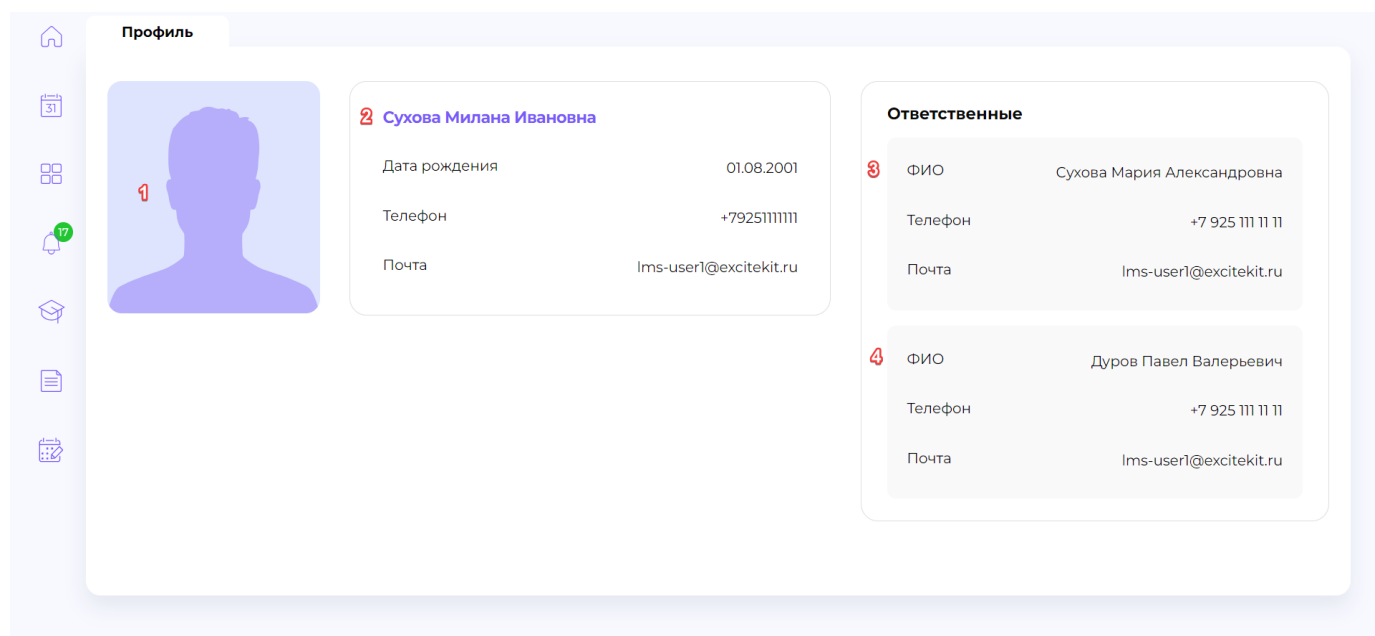 Профиль
31
17
1
2 Сухова Милана Ивановна
Дата рождения 01.08.2001
Телефон +79251111111
Почта lms-user1@excitekit.ru
Ответственные
3 ФИО Сухова Мария Александровна
Телефон +7 925 111 11 11
Почта lms-user1@excitekit.ru
4 ФИО Дуров Павел Валерьевич
Телефон +7 925 111 11 11
Почта lms-user1@excitekit.ru